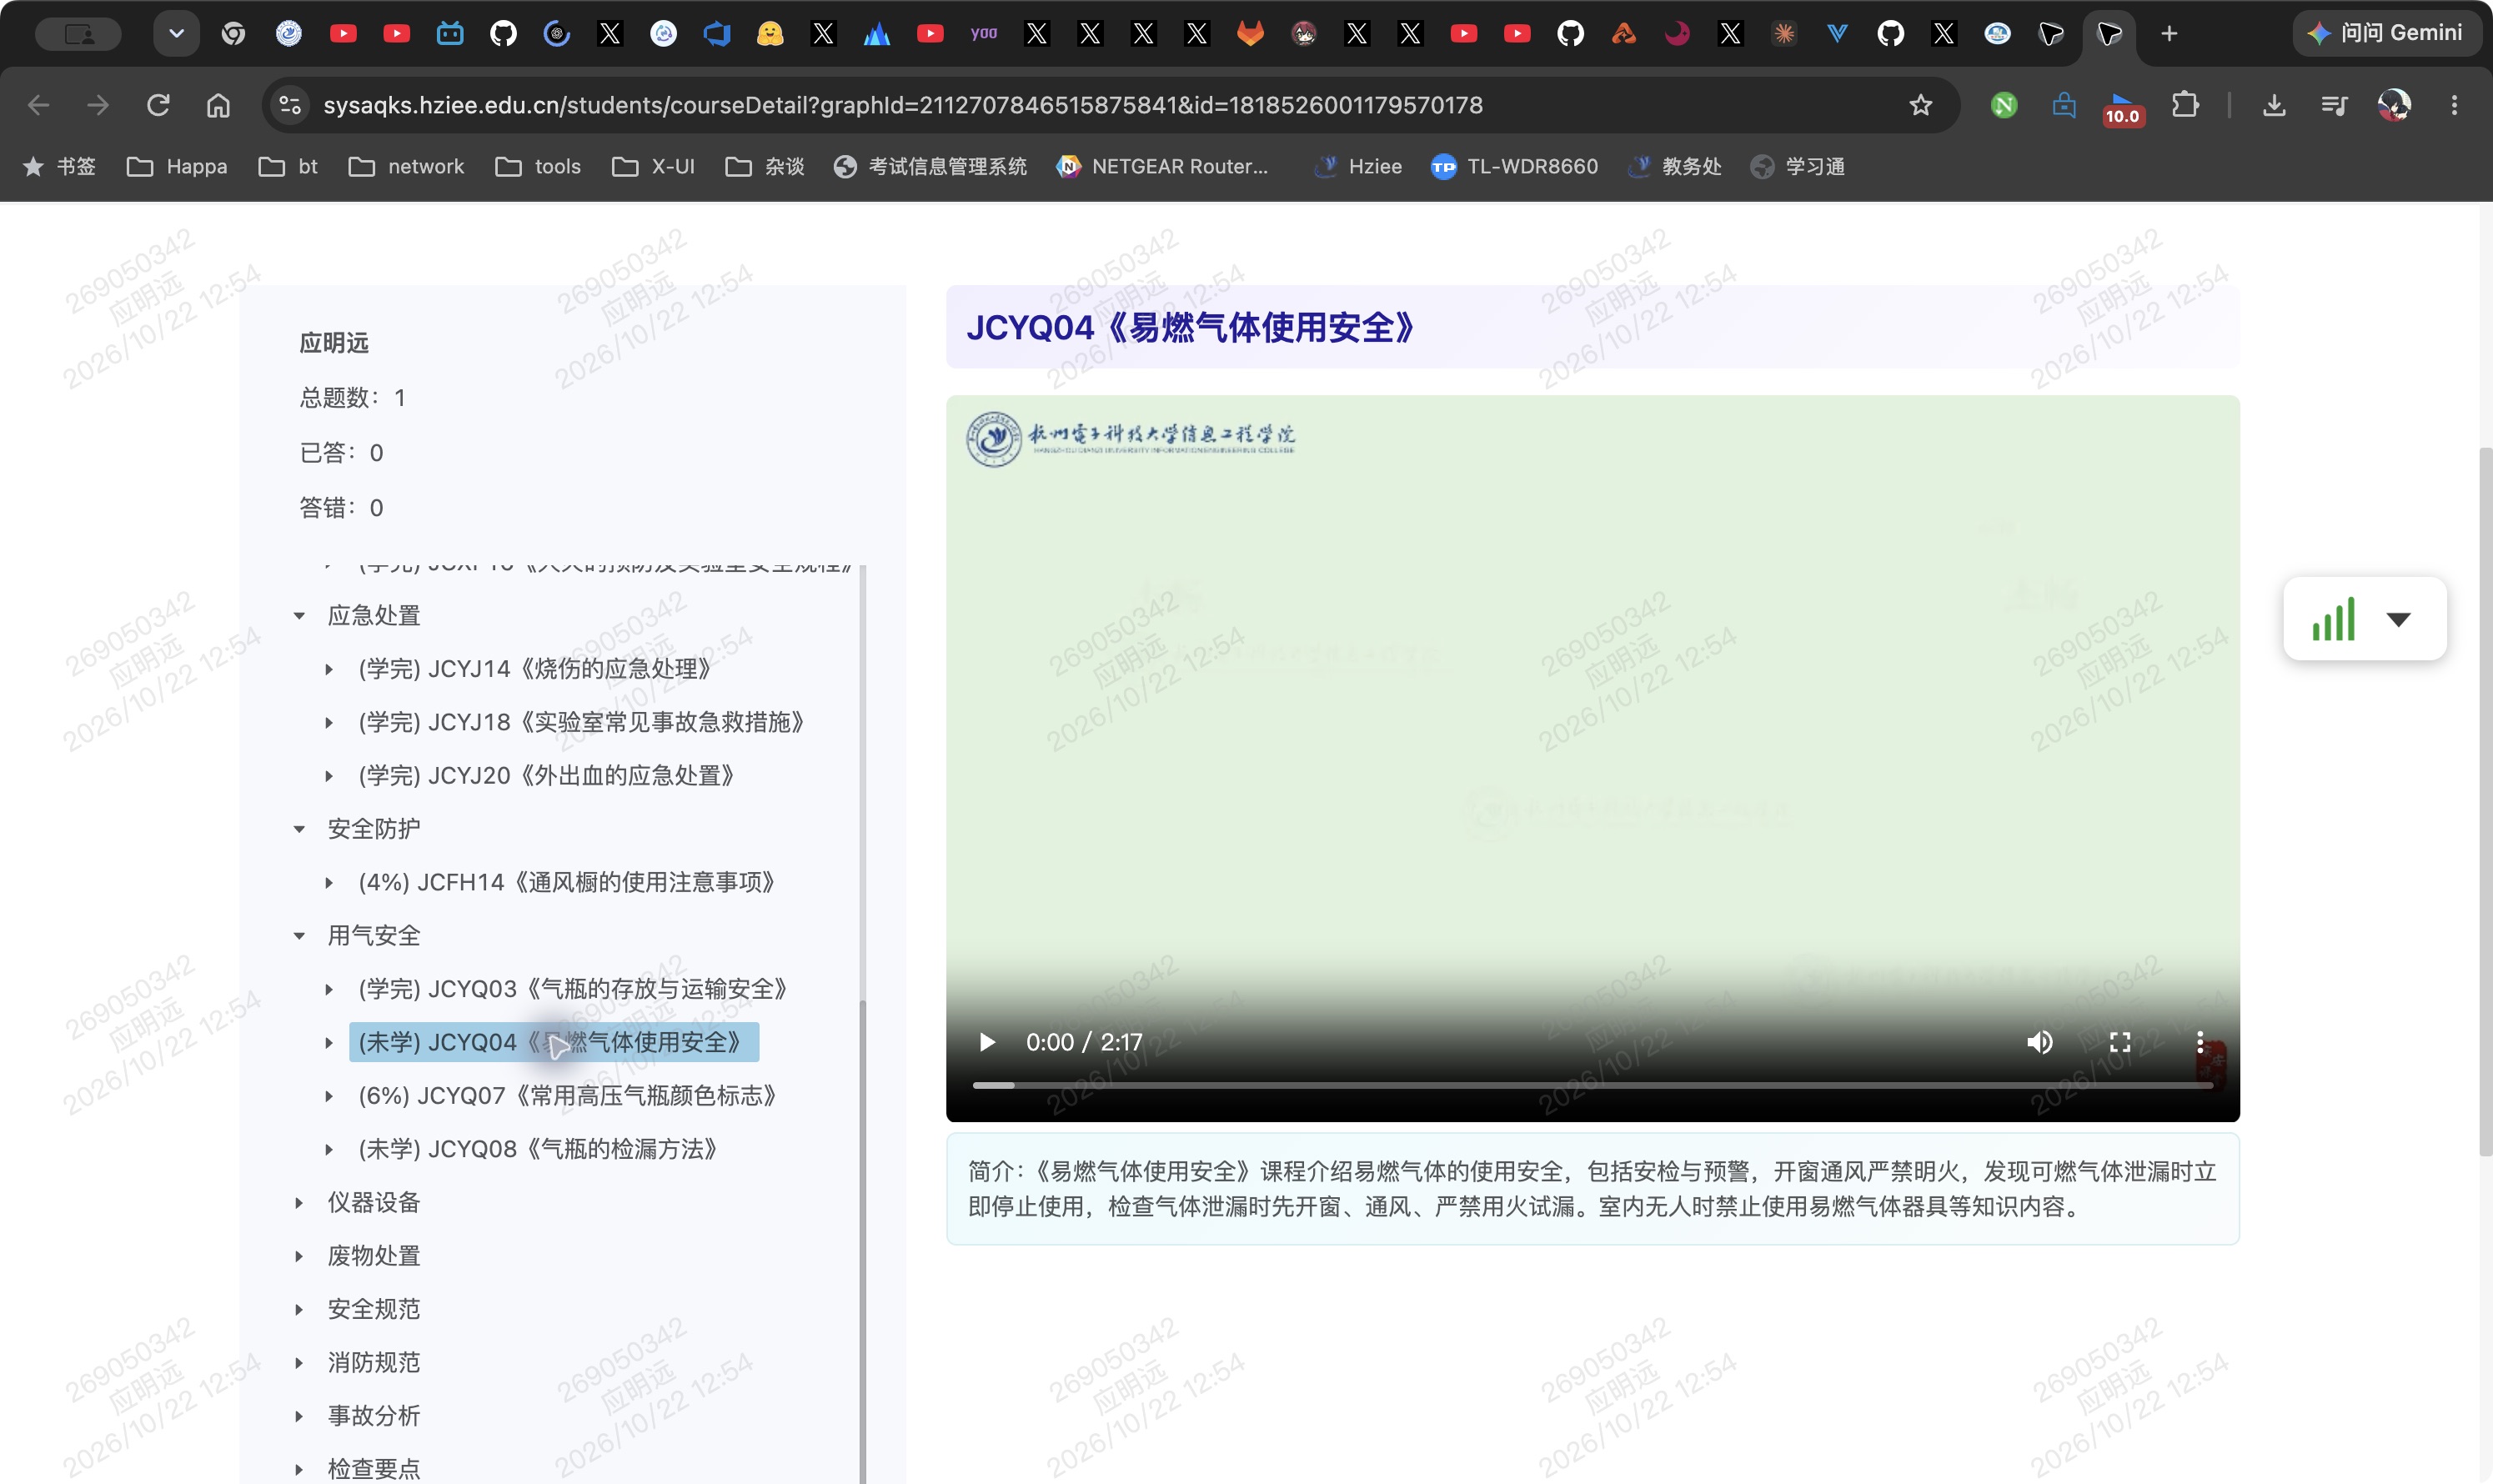 yoo
问问 Gemini
sysaqks.hziee.edu.cn/students/courseDetail?graphId=2112707846515875841&id=1818526001179570178
10.0
书签
Happa
bt
network
tools
X-UI
杂谈
考试信息管理系统
NETGEAR Router...
Hziee
TP
TL-WDR8660
教务处
学习通
269050342
应明远
2026/10/22 12:54
应明远
总题数：1
已答：0
答错：0
应急处置
(学完) JCYJ14《烧伤的应急处理》
(学完) JCYJ18《实验室常见事故急救措施》
(学完) JCYJ20《外出血的应急处置》
安全防护
(4%) JCFH14《通风橱的使用注意事项》
用气安全
(学完) JCYQ03《气瓶的存放与运输安全》
(未学) JCYQ04《易燃气体使用安全》
(6%) JCYQ07《常用高压气瓶颜色标志》
(未学) JCYQ08《气瓶的检漏方法》
仪器设备
废物处置
安全规范
消防规范
事故分析
检查要点
JCYQ04《易燃气体使用安全》
杭州电子科技大学信息工程学院
HANGZHOU DIANZI UNIVERSITY INFORMATION ENGINEERING COLLEGE
0:00 / 2:17
简介：《易燃气体使用安全》课程介绍易燃气体的使用安全，包括安检与预警，开窗通风严禁明火，发现可燃气体泄漏时立
即停止使用，检查气体泄漏时先开窗、通风、严禁用火试漏。室内无人时禁止使用易燃气体器具等知识内容。